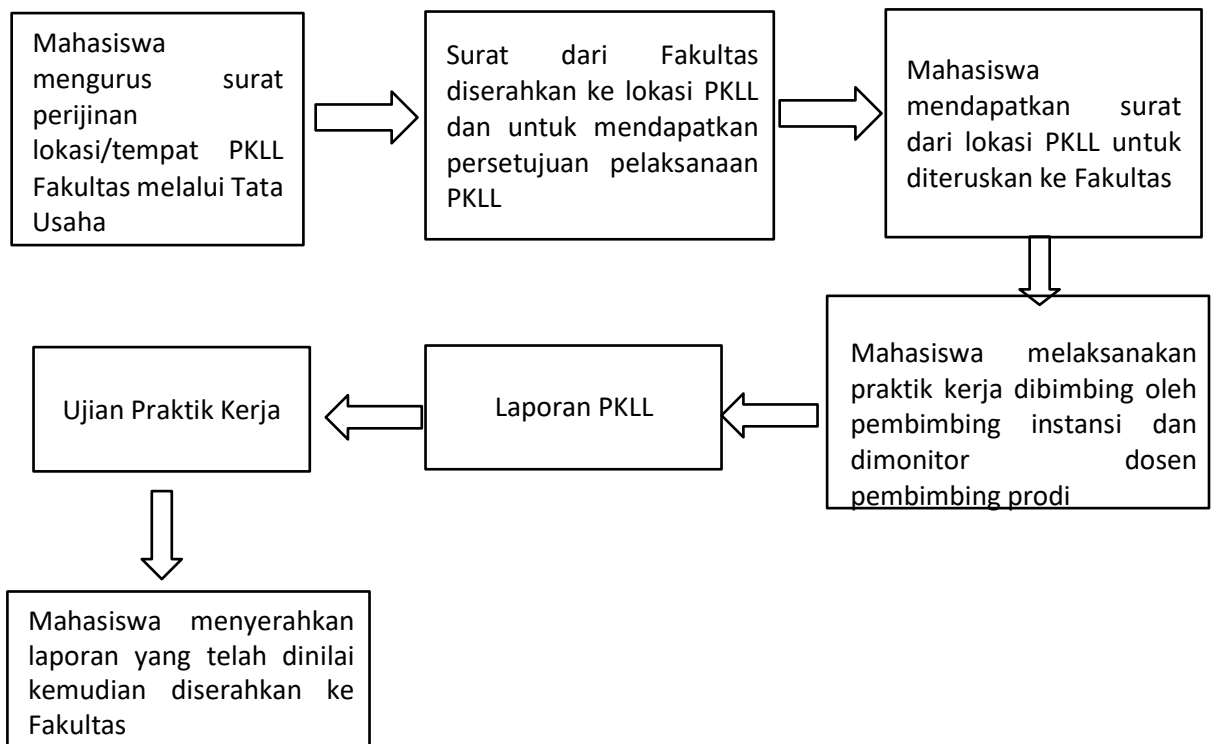 Mahasiswa
mengurus surat
perijinan
lokasi/tempat PKLL
Fakultas melalui Tata
Usaha
Surat dari Fakultas
diserahkan ke lokasi PKLL
dan untuk mendapatkan
persetujuan pelaksanaan
PKLL
Mahasiswa
mendapatkan surat
dari lokasi PKLL untuk
diteruskan ke Fakultas
Mahasiswa melaksanakan
praktik kerja dibimbing oleh
pembimbing instansi dan
dimonitor dosen
pembimbing prodi
Laporan PKLL
Ujian Praktik Kerja
Mahasiswa menyerahkan
laporan yang telah dinilai
kemudian diserahkan ke
Fakultas